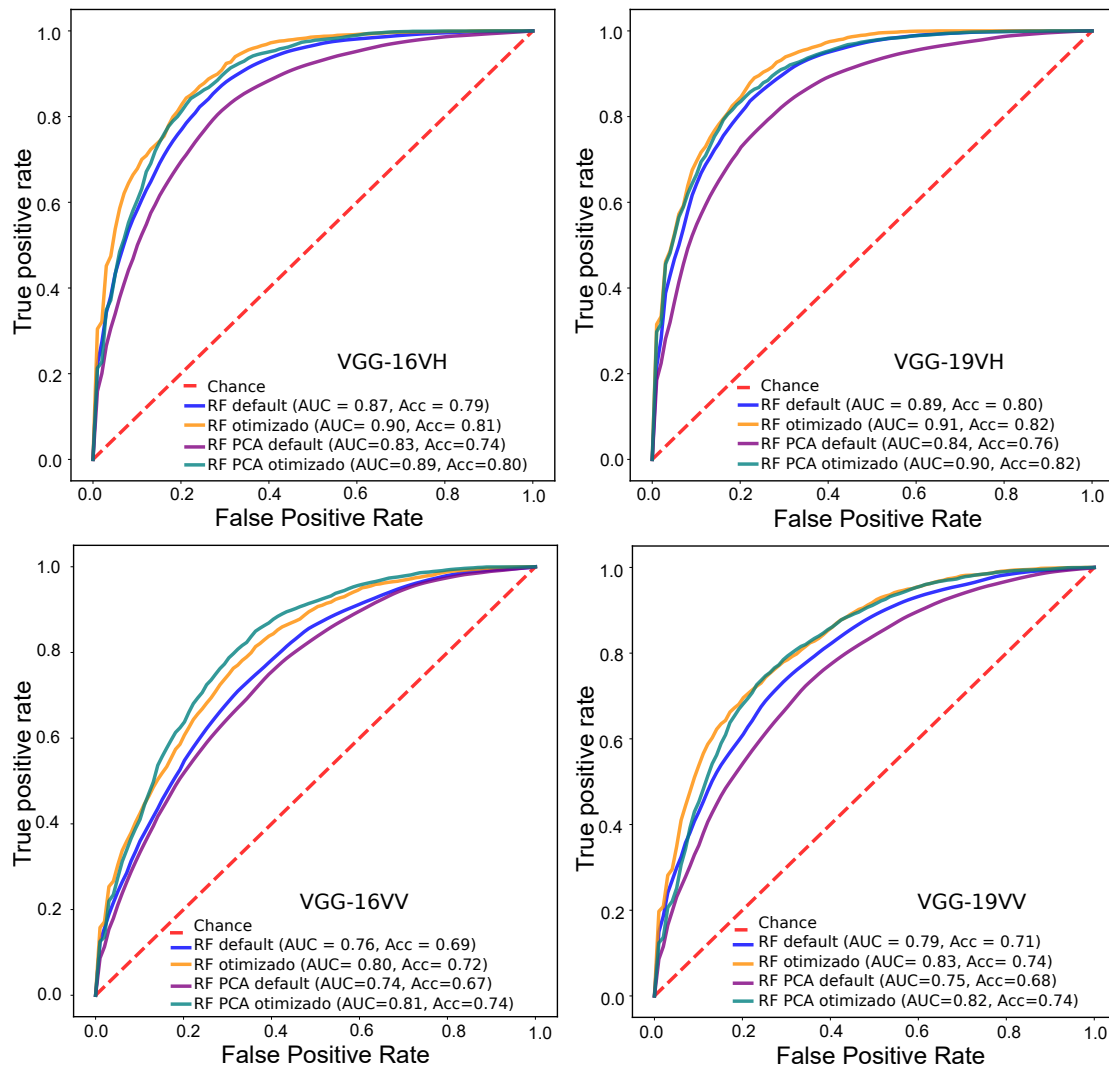 1.0
0.8
0.6
0.4
0.2
0.0
True positive rate
VGG-16VH
Chance
RF default (AUC = 0.87, Acc = 0.79)
RF otimizado (AUC= 0.90, Acc= 0.81)
RF PCA default (AUC=0.83, Acc=0.74)
RF PCA otimizado (AUC=0.89, Acc=0.80)
0.0 0.2 0.4 0.6 0.8 1.0
False Positive Rate
1.0
0.8
0.6
0.4
0.2
0.0
True positive rate
VGG-19VH
Chance
RF default (AUC = 0.89, Acc = 0.80)
RF otimizado (AUC= 0.91, Acc= 0.82)
RF PCA default (AUC=0.84, Acc=0.76)
RF PCA otimizado (AUC=0.90, Acc=0.82)
0.0 0.2 0.4 0.6 0.8 1.0
False Positive Rate
1.0
0.8
0.6
0.4
0.2
0.0
True positive rate
VGG-16VV
Chance
RF default (AUC = 0.76, Acc = 0.69)
RF otimizado (AUC= 0.80, Acc= 0.72)
RF PCA default (AUC=0.74, Acc=0.67)
RF PCA otimizado (AUC=0.81, Acc=0.74)
0.0 0.2 0.4 0.6 0.8 1.0
False Positive Rate
1.0
0.8
0.6
0.4
0.2
0.0
True positive rate
VGG-19VV
Chance
RF default (AUC = 0.79, Acc = 0.71)
RF otimizado (AUC= 0.83, Acc= 0.74)
RF PCA default (AUC=0.75, Acc=0.68)
RF PCA otimizado (AUC=0.82, Acc=0.74)
0.0 0.2 0.4 0.6 0.8 1.0
False Positive Rate